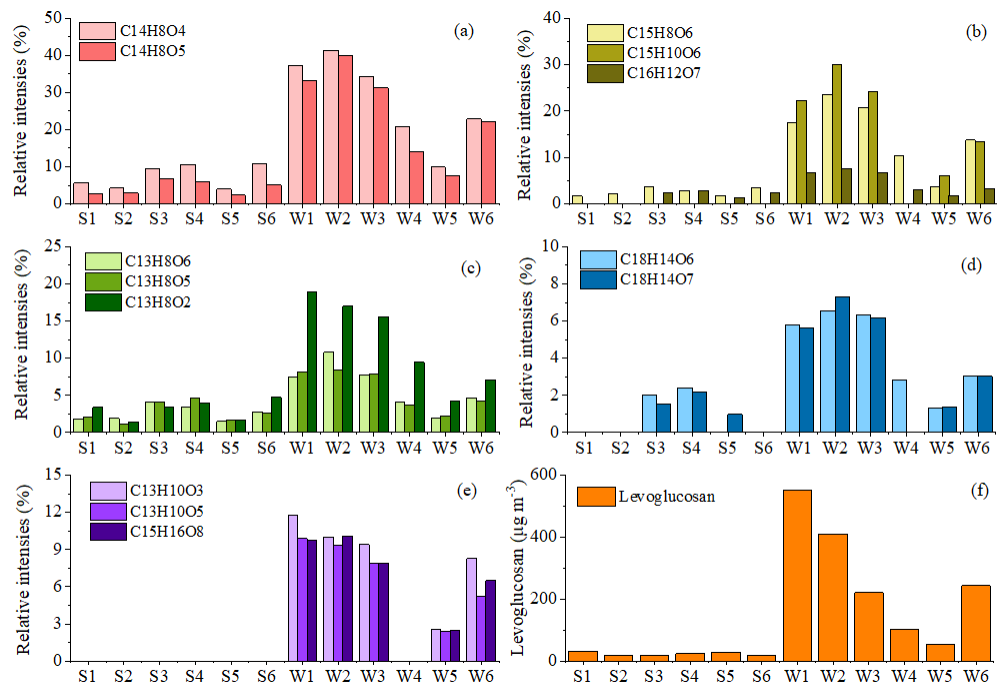 50
40
30
20
10
0
Relative intensies (%)
C14H8O4
C14H8O5
(a)
S1 S2 S3 S4 S5 S6 W1 W2 W3 W4 W5 W6
40
30
20
10
0
Relative intensies (%)
C15H8O6
C15H10O6
C16H12O7
(b)
S1 S2 S3 S4 S5 S6 W1 W2 W3 W4 W5 W6
25
20
15
10
5
0
Relative intensies (%)
C13H8O6
C13H8O5
C13H8O2
(c)
S1 S2 S3 S4 S5 S6 W1 W2 W3 W4 W5 W6
8
6
4
2
0
Relative intensies (%)
C18H14O6
C18H14O7
(d)
S1 S2 S3 S4 S5 S6 W1 W2 W3 W4 W5 W6
15
12
9
6
3
0
Relative intensies (%)
C13H10O3
C13H10O5
C15H16O8
(e)
S1 S2 S3 S4 S5 S6 W1 W2 W3 W4 W5 W6
600
400
200
0
Levoglucosan (μg m⁻³)
Levoglucosan
(f)
S1 S2 S3 S4 S5 S6 W1 W2 W3 W4 W5 W6